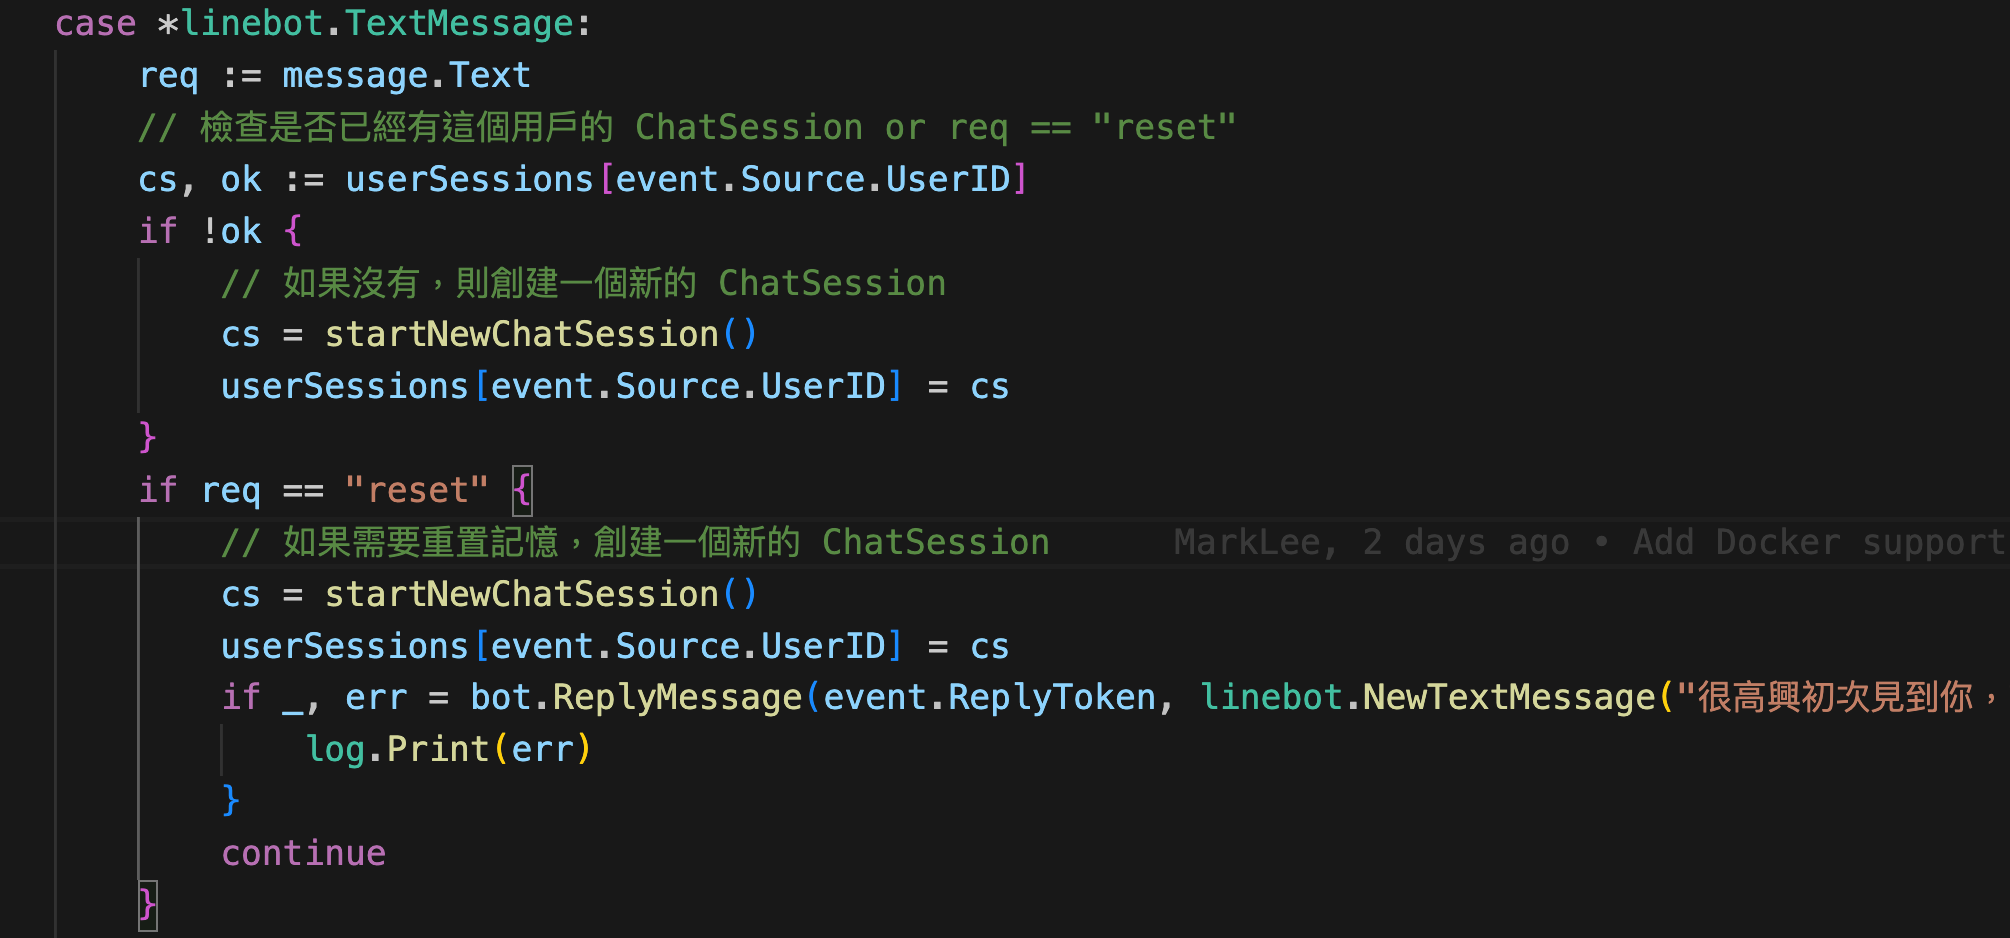 case *linebot.TextMessage:
req := message.Text
// 檢查是否已經有這個用戶的 ChatSession or req == "reset"
cs, ok := userSessions[event.Source.UserID]
if !ok {
// 如果沒有，則創建一個新的 ChatSession
cs = startNewChatSession()
userSessions[event.Source.UserID] = cs
}
if req == "reset" {
// 如果需要重置記憶，創建一個新的 ChatSession MarkLee, 2 days ago • Add Docker support
cs = startNewChatSession()
userSessions[event.Source.UserID] = cs
if _, err = bot.ReplyMessage(event.ReplyToken, linebot.NewTextMessage("很高興初次見到你，
log.Print(err)
}
continue
}